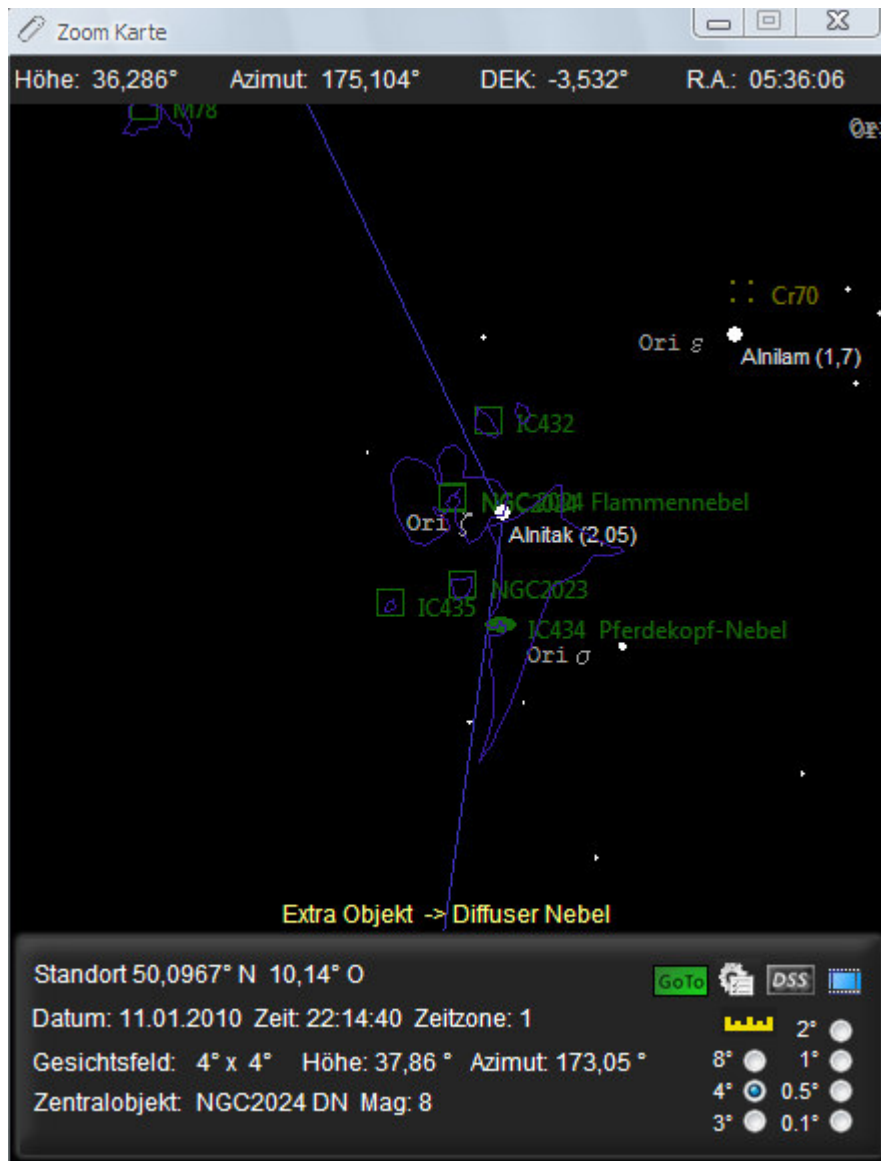 Zoom Karte
Höhe: 36,286° Azimut: 175,104° DEK: -3,532° R.A.: 05:36:06
M78
Cr70
Ori ε
Alnilam (1,7)
IC432
NGC2024 Flammennebel
Ori ζ
Alnitak (2,05)
NGC2023
IC435
IC434 Pferdekopf-Nebel
Ori σ
Extra Objekt -> Diffuser Nebel
Standort 50,0967° N 10,14° O
GoTo DSS
Datum: 11.01.2010 Zeit: 22:14:40 Zeitzone: 1
2°
Gesichtsfeld: 4° x 4° Höhe: 37,86 ° Azimut: 173,05 °
8° 1°
Zentralobjekt: NGC2024 DN Mag: 8
4° 0.5°
3° 0.1°